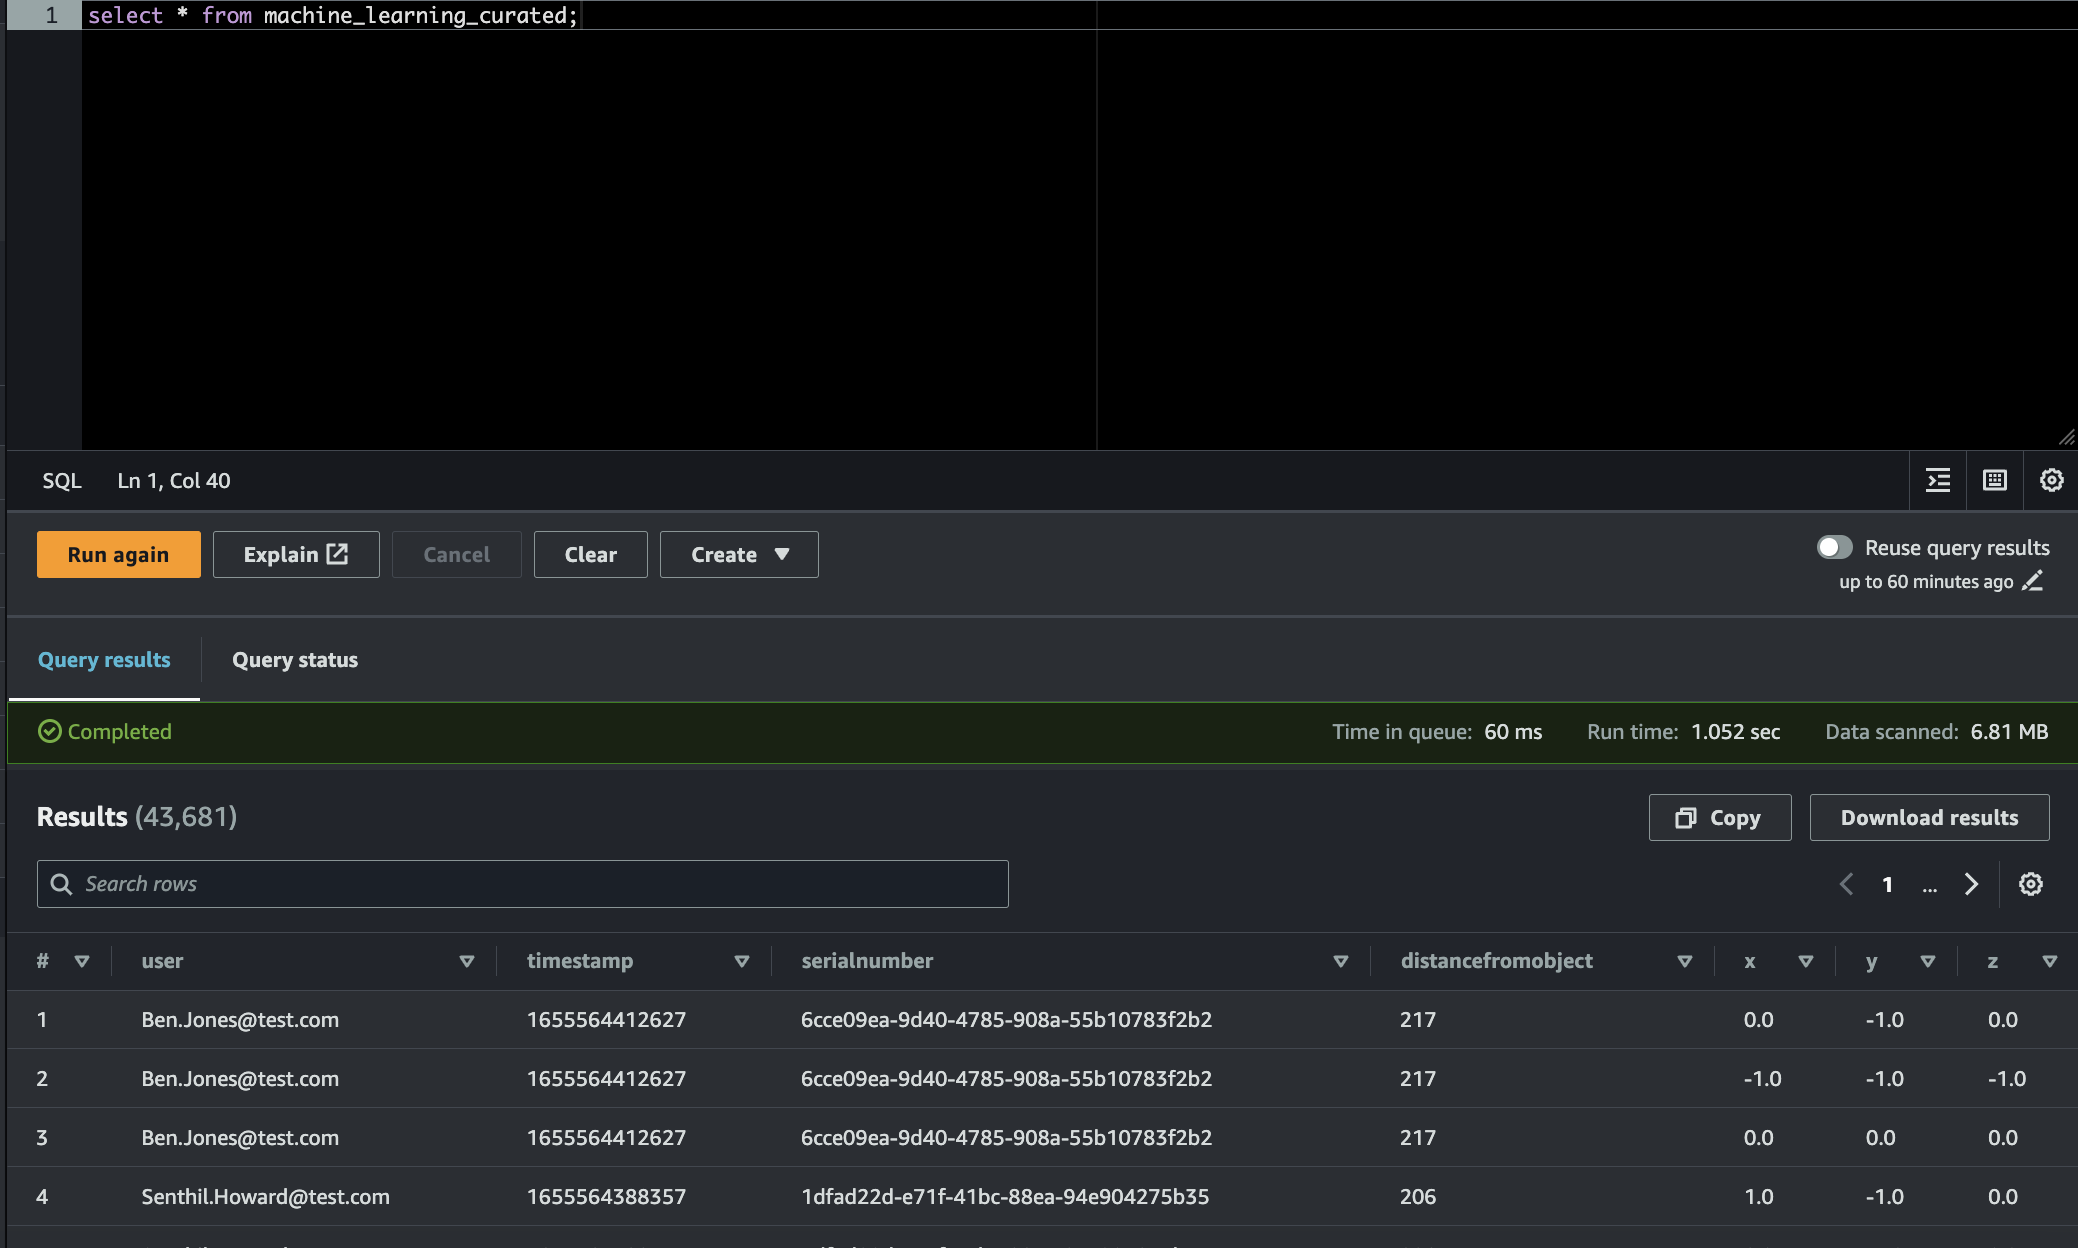 1 select * from machine_learning_curated;
SQL Ln 1, Col 40
Run again Explain Cancel Clear Create Reuse query results
up to 60 minutes ago
Query results Query status
Completed Time in queue: 60 ms Run time: 1.052 sec Data scanned: 6.81 MB
Results (43,681) Copy Download results
Search rows 1 ...
# user timestamp serialnumber distancefromobject x y z
1 Ben.Jones@test.com 1655564412627 6cce09ea-9d40-4785-908a-55b10783f2b2 217 0.0 -1.0 0.0
2 Ben.Jones@test.com 1655564412627 6cce09ea-9d40-4785-908a-55b10783f2b2 217 -1.0 -1.0 -1.0
3 Ben.Jones@test.com 1655564412627 6cce09ea-9d40-4785-908a-55b10783f2b2 217 0.0 0.0 0.0
4 Senthil.Howard@test.com 1655564388357 1dfad22d-e71f-41bc-88ea-94e904275b35 206 1.0 -1.0 0.0